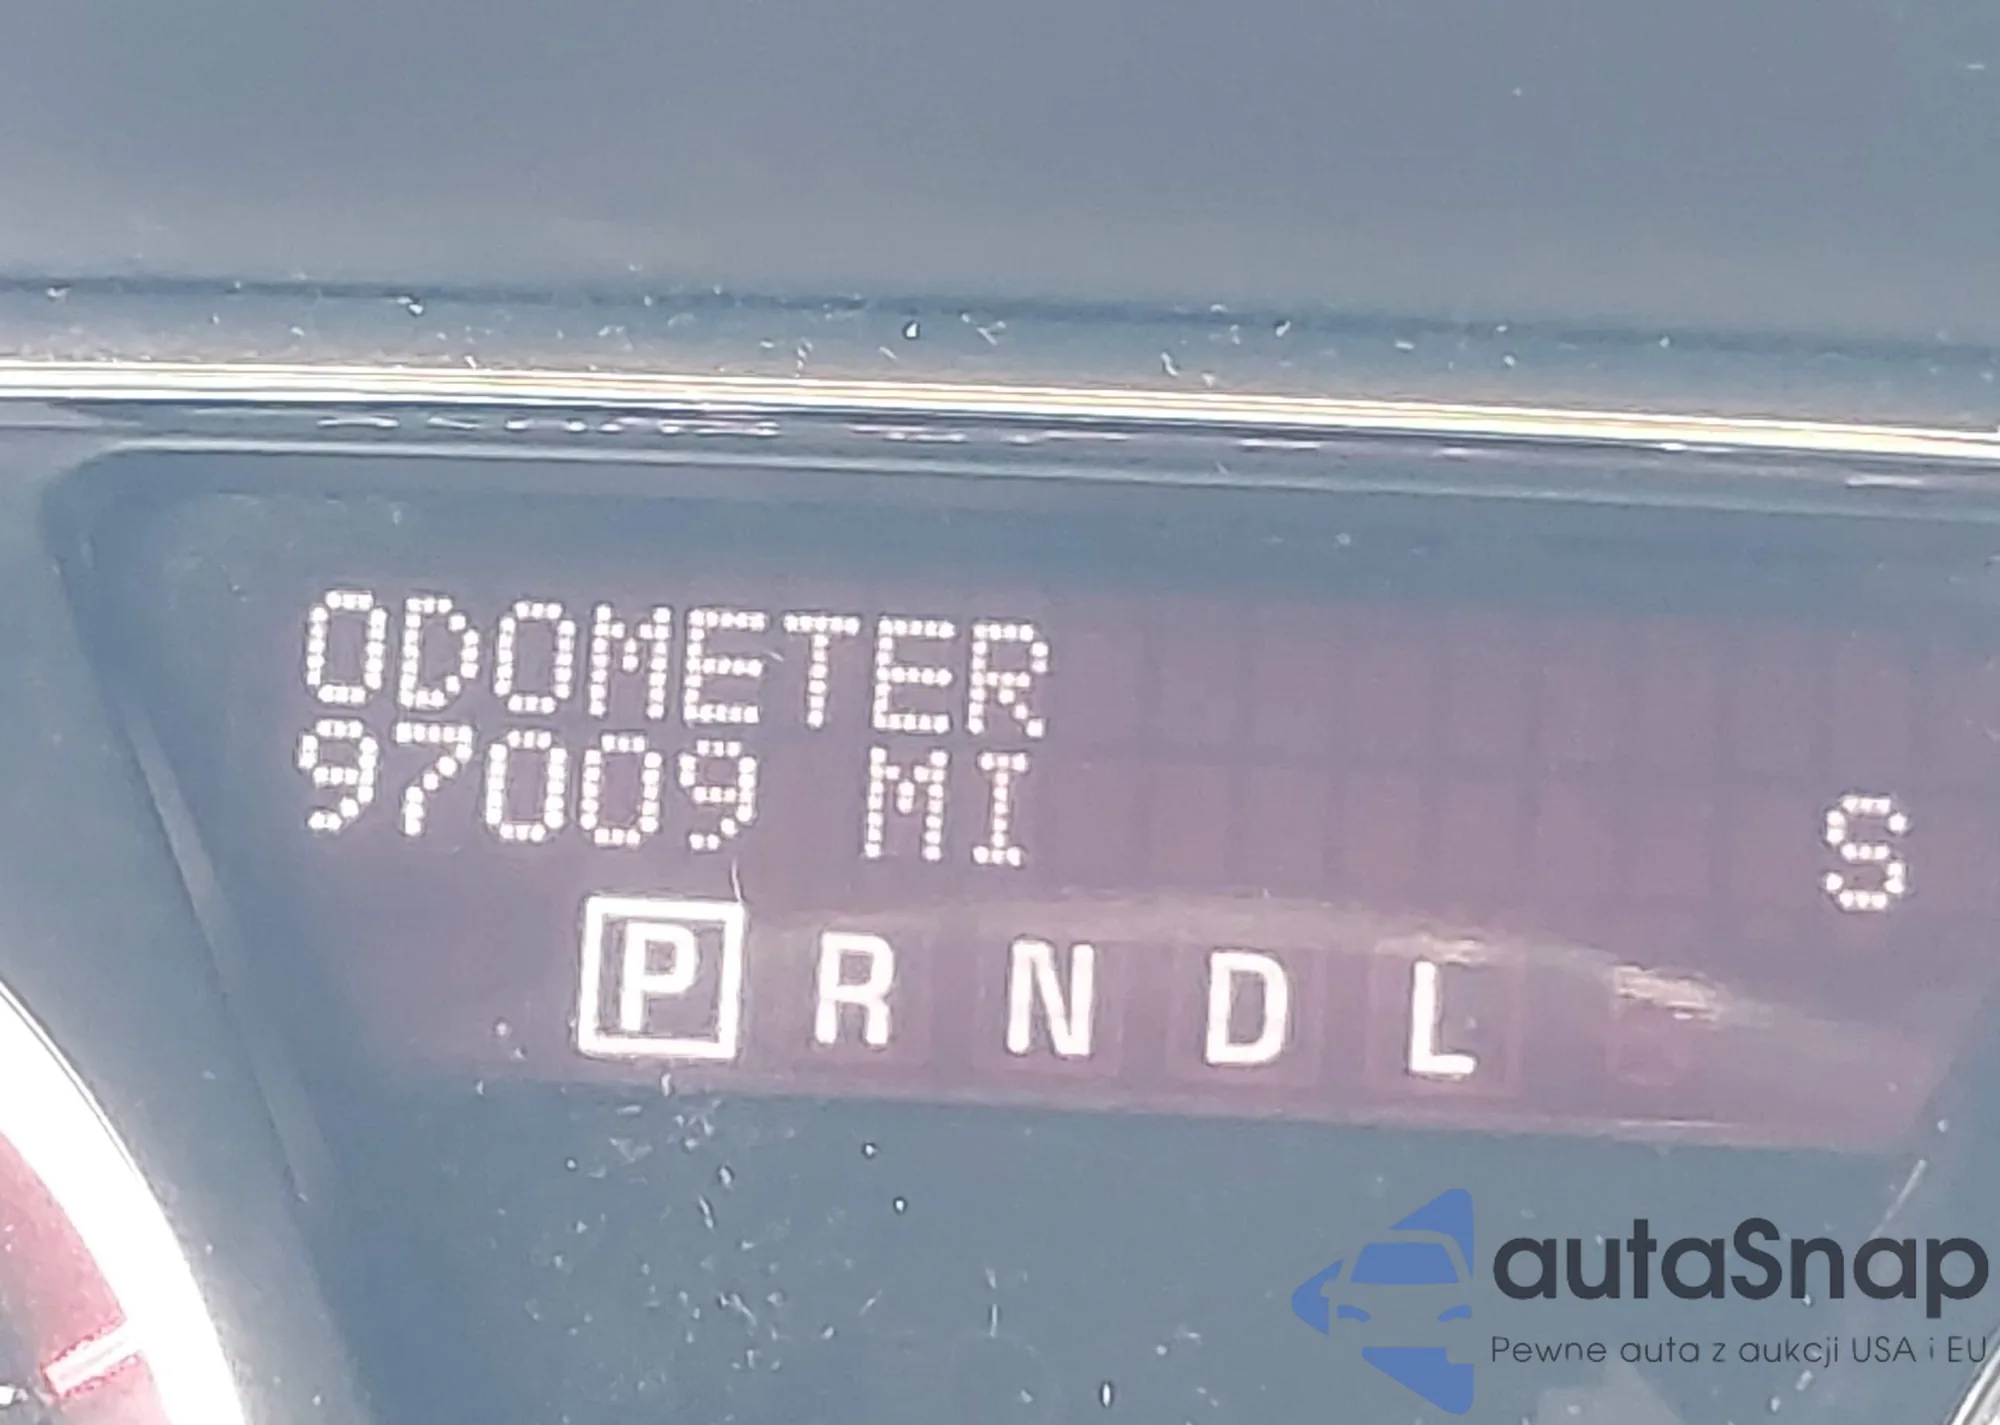 ODOMETER
97009 MI
S
P R N D L
autaSnap
Pewne auta z aukcji USA i EU